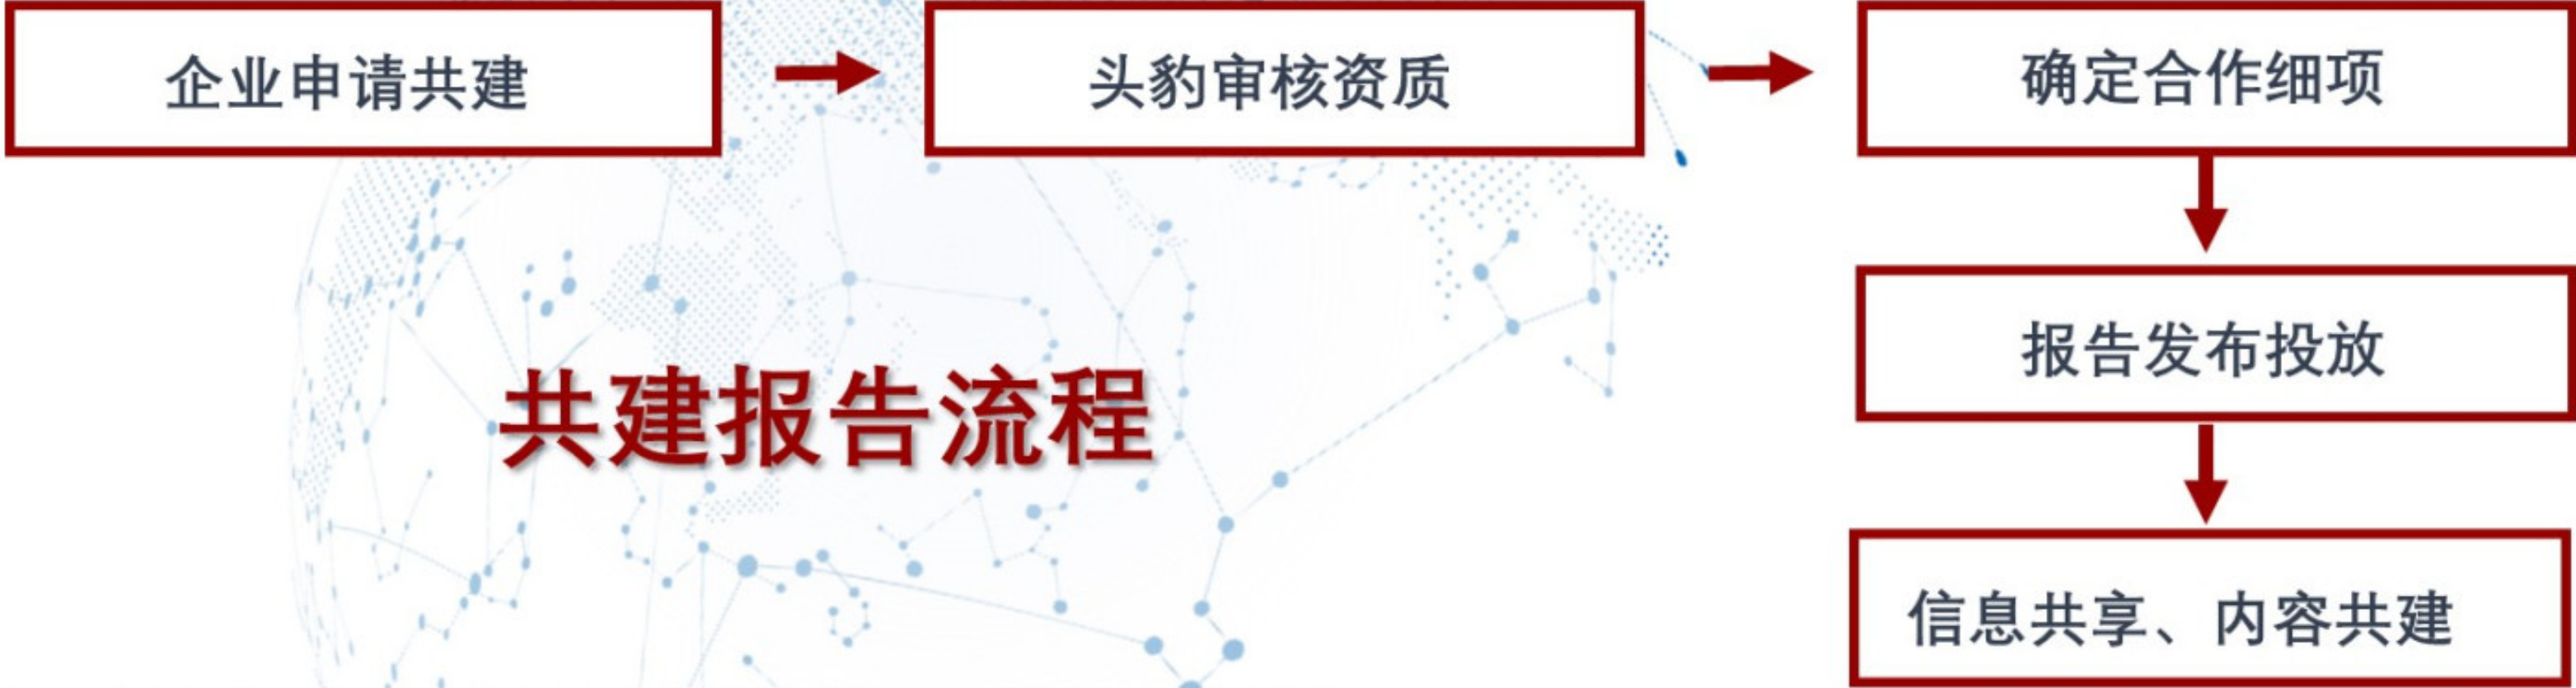 企业申请共建
头豹审核资质
确定合作细项
报告发布投放
共建报告流程
信息共享、内容共建